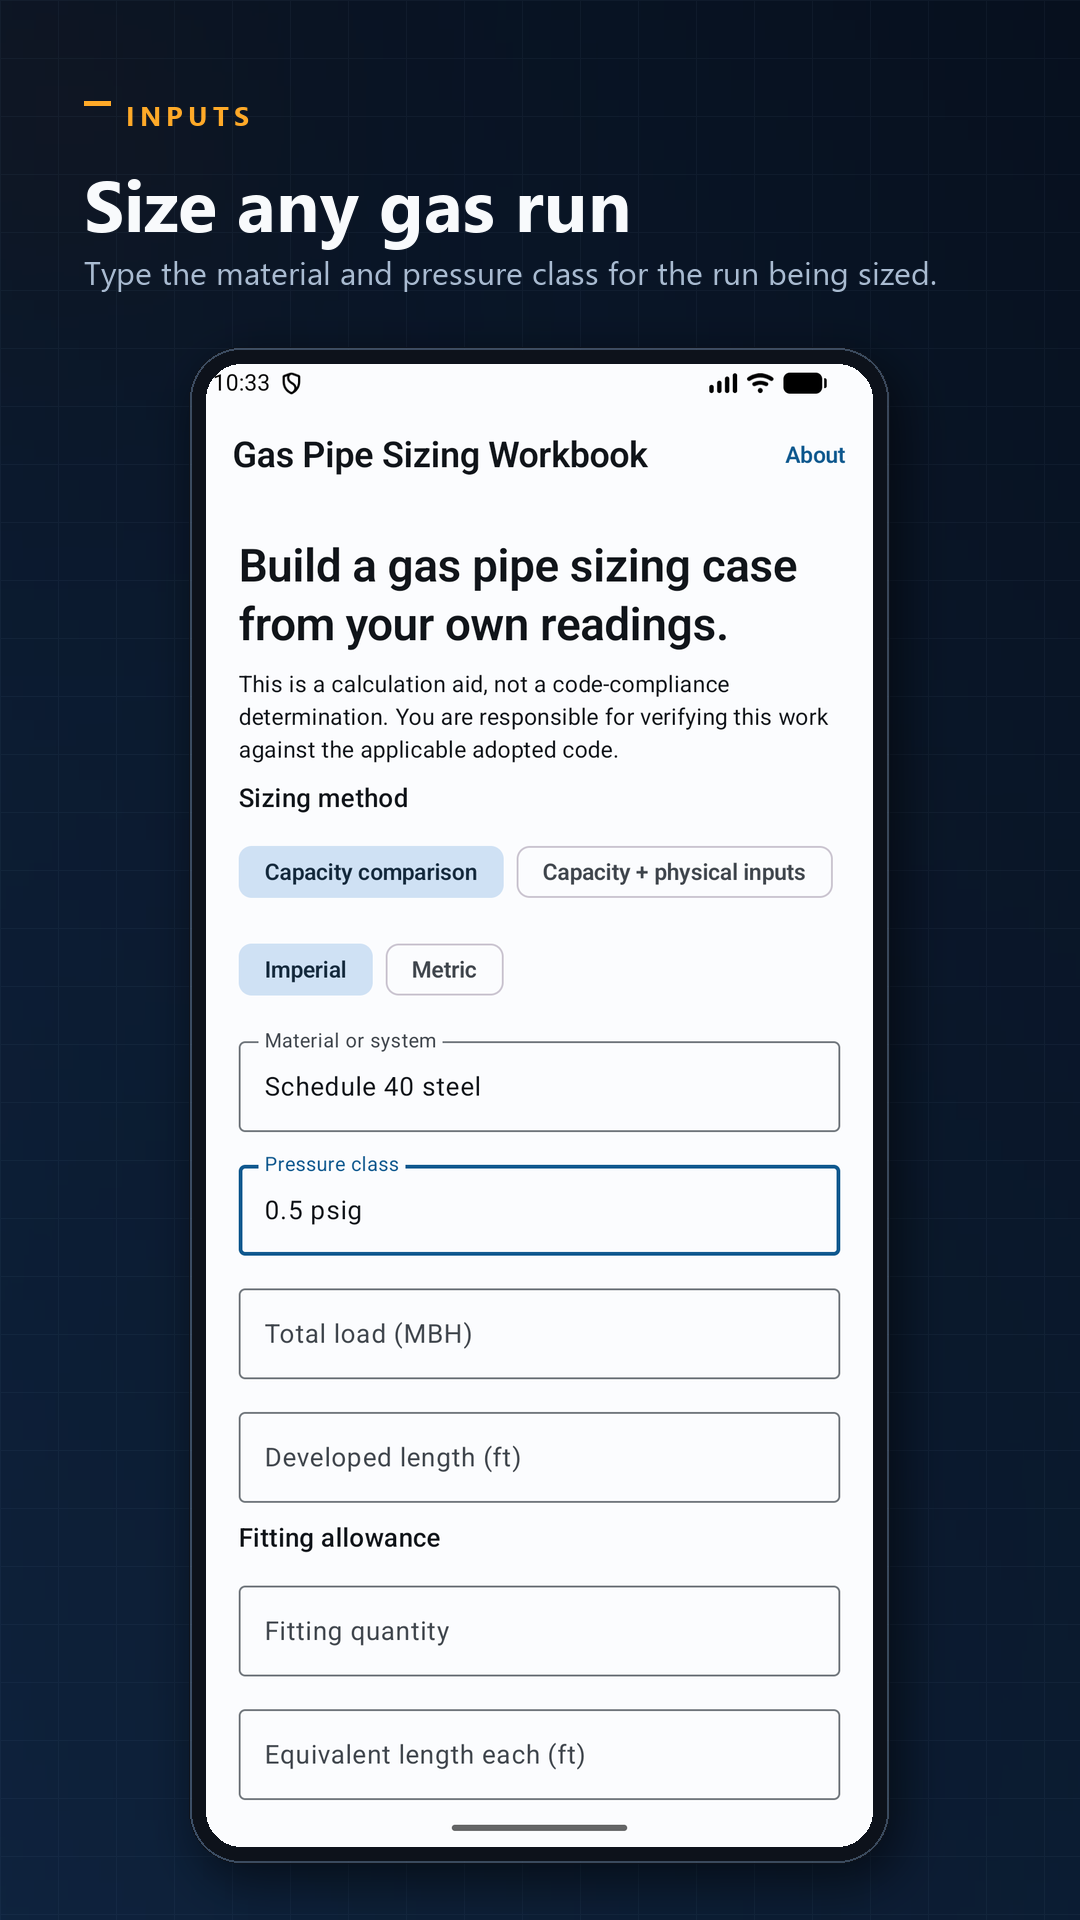 INPUTS
Size any gas run
Type the material and pressure class for the run being sized.
10:33
Gas Pipe Sizing Workbook
About
Build a gas pipe sizing case
from your own readings.
This is a calculation aid, not a code-compliance
determination. You are responsible for verifying this work
against the applicable adopted code.
Sizing method
Capacity comparison
Capacity + physical inputs
Imperial
Metric
Material or system
Schedule 40 steel
Pressure class
0.5 psig
Total load (MBH)
Developed length (ft)
Fitting allowance
Fitting quantity
Equivalent length each (ft)